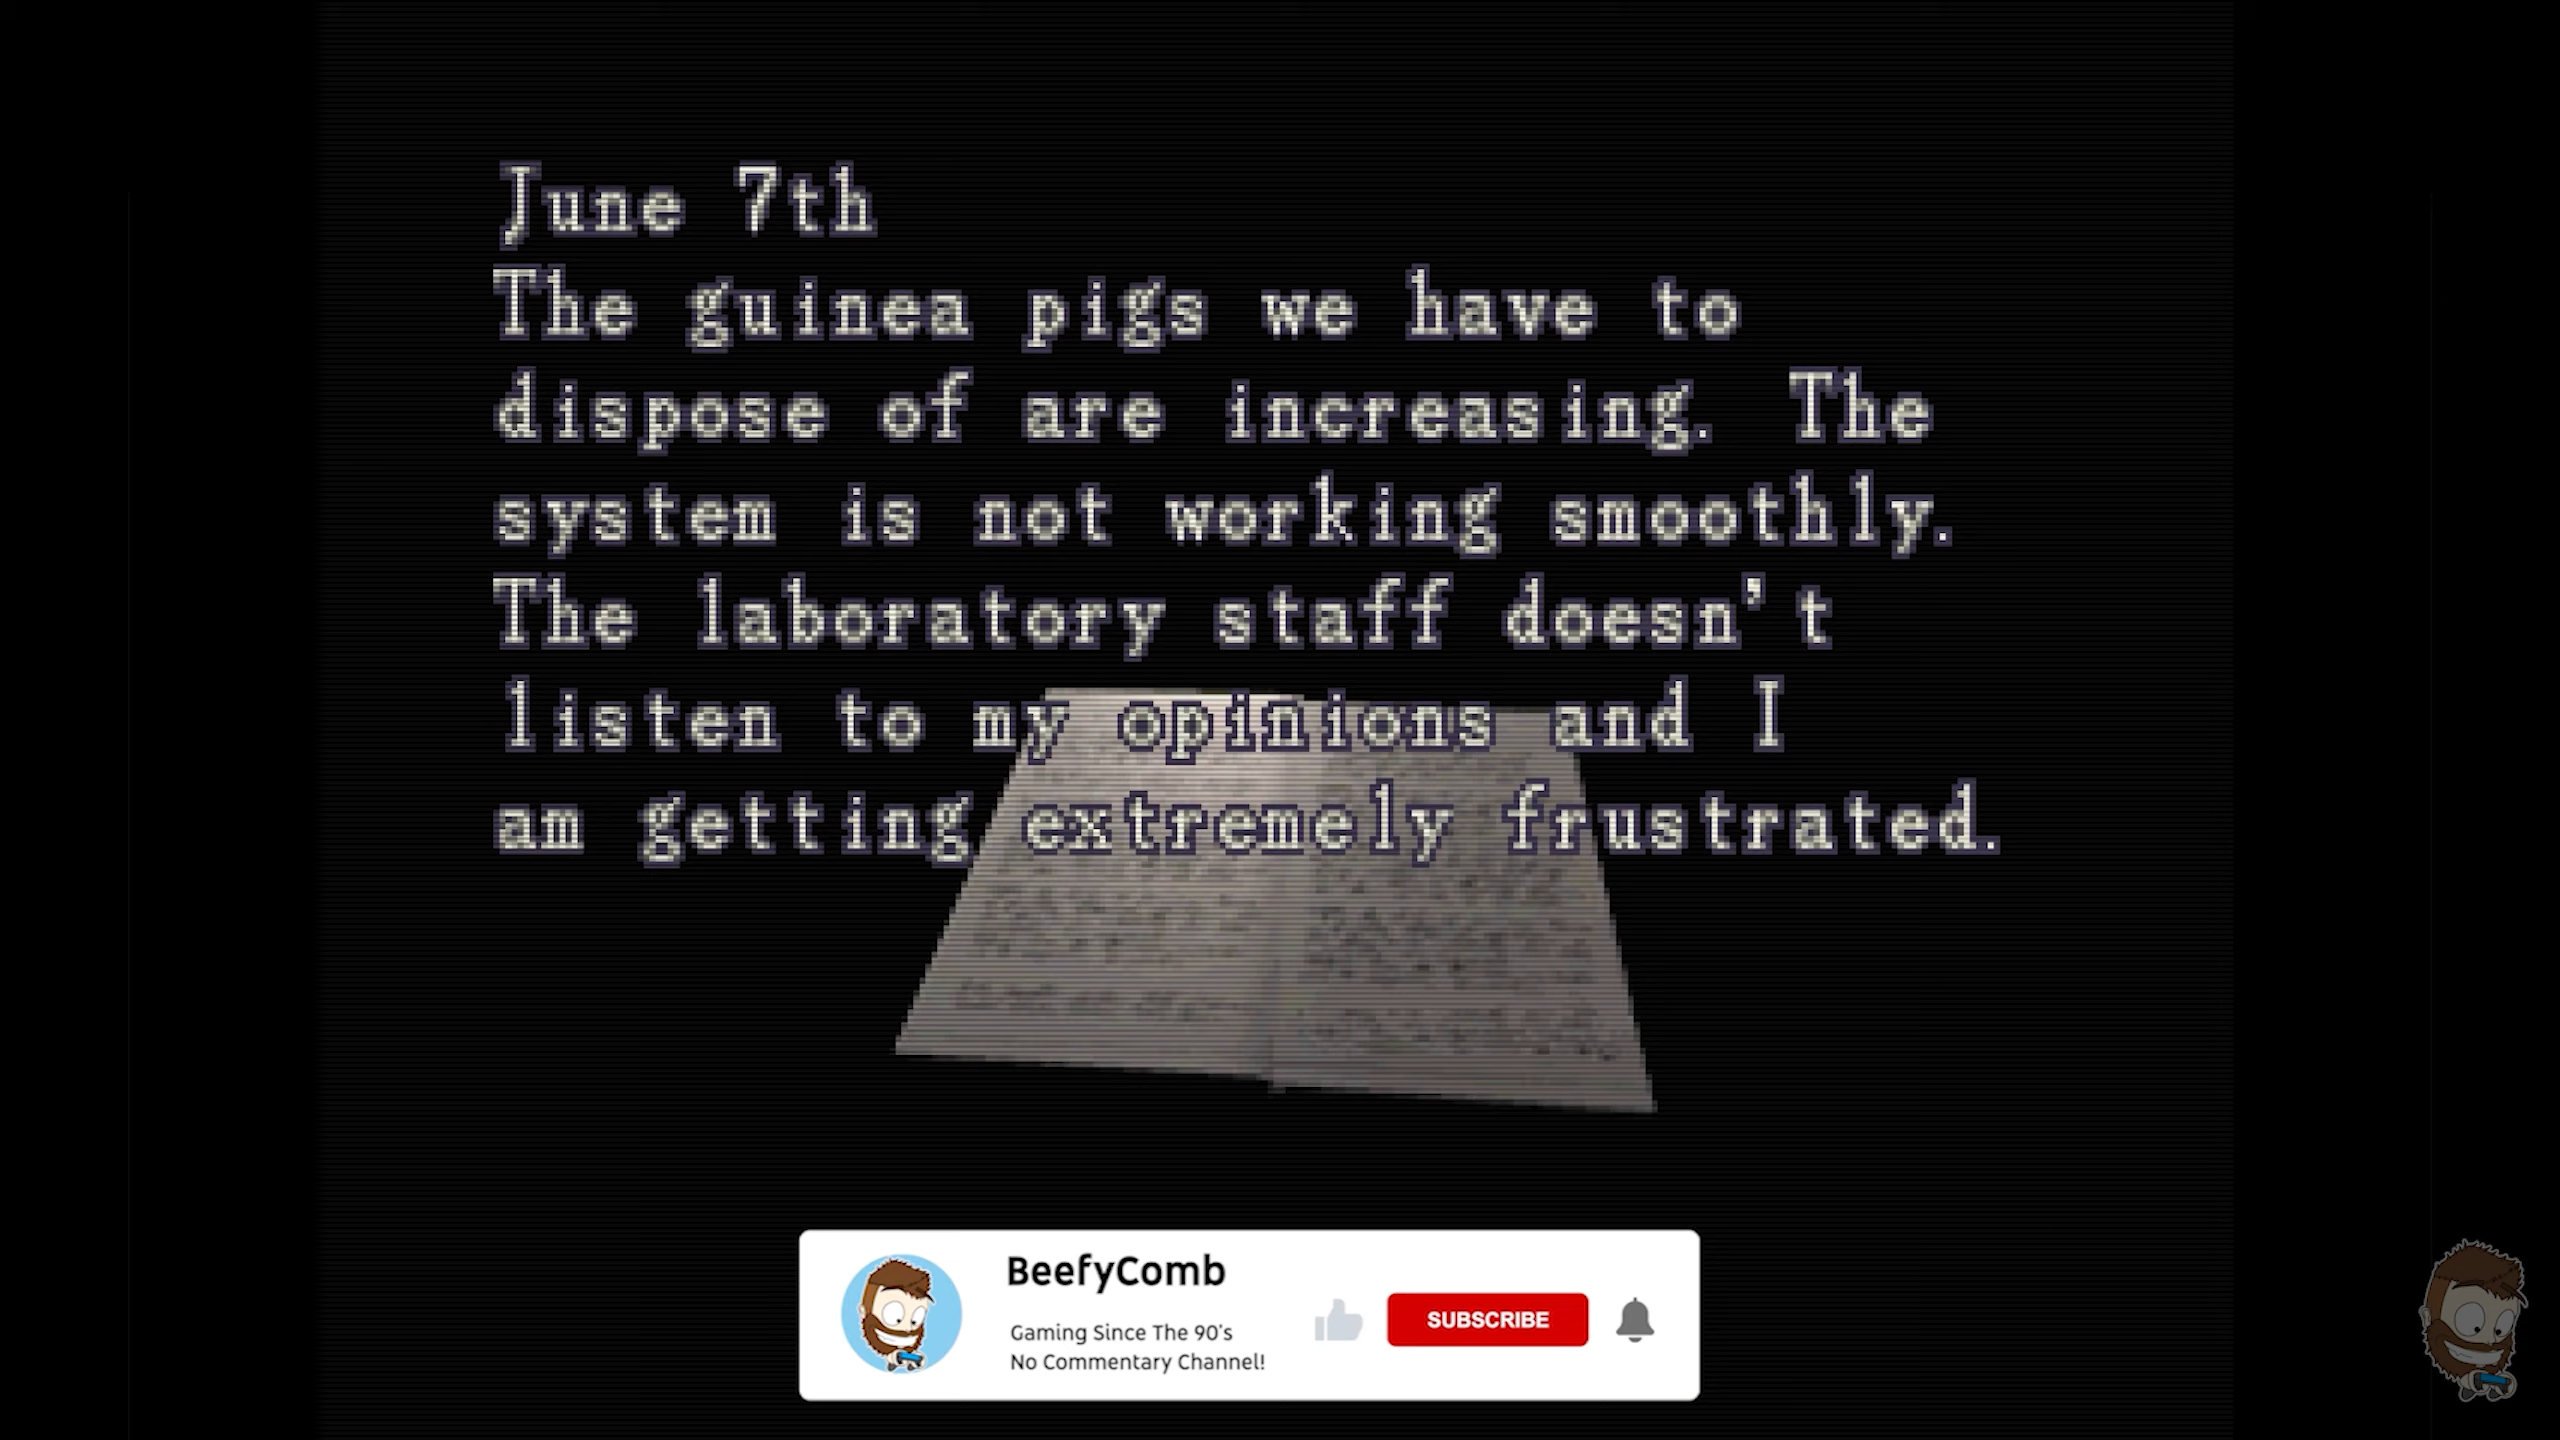 June 7th
The guinea pigs we have to
dispose of are increasing. The
system is not working smoothly.
The laboratory staff doesn't
listen to my opinions and I
am getting extremely frustrated.
BeefyComb
Gaming Since The 90's
No Commentary Channel!
SUBSCRIBE